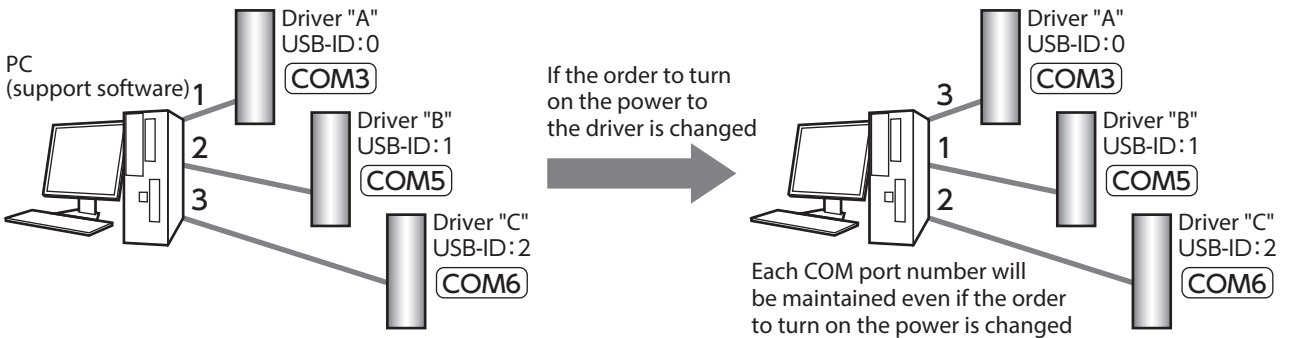 Driver "A"
USB-ID：0
COM3
PC
(support software)
1
2
3
Driver "B"
USB-ID：1
COM5
Driver "C"
USB-ID：2
COM6
If the order to turn
on the power to
the driver is changed
Driver "A"
USB-ID：0
COM3
3
1
2
Driver "B"
USB-ID：1
COM5
Driver "C"
USB-ID：2
COM6
Each COM port number will
be maintained even if the order
to turn on the power is changed